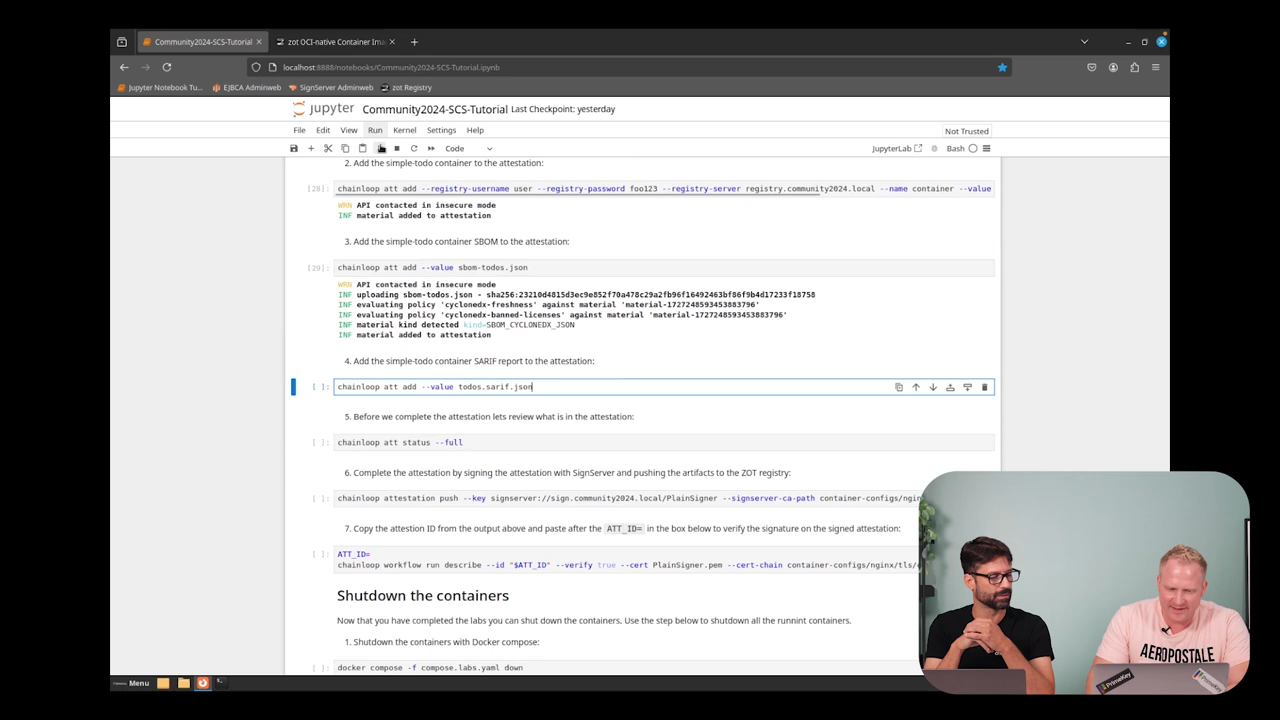 Community2024-SCS-Tutorial
zot OCI-native Container Ima
localhost:8888/notebooks/Community2024-SCS-Tutorial.ipynb
Jupyter Notebook Tu... EJBCA Adminweb SignServer Adminweb zot Registry
jupyter Community2024-SCS-Tutorial Last Checkpoint: yesterday
File Edit View Run Kernel Settings Help Not Trusted
Code JupyterLab Bash
2. Add the simple-todo container to the attestation:
[28]: chainloop att add --registry-username user --registry-password foo123 --registry-server registry.community2024.local --name container --value
WRN API contacted in insecure mode
INF material added to attestation
3. Add the simple-todo container SBOM to the attestation:
[29]: chainloop att add --value sbom-todos.json
WRN API contacted in insecure mode
INF uploading sbom-todos.json - sha256:23210d4815d3ec9e852f70a478c29a2fb96f16492463bf86f9b4d17233f18758
INF evaluating policy 'cyclonedx-freshness' against material 'material-1727248593453883796'
INF evaluating policy 'cyclonedx-banned-licenses' against material 'material-1727248593453883796'
INF material kind detected kind=SBOM_CYCLONEDX_JSON
INF material added to attestation
4. Add the simple-todo container SARIF report to the attestation:
[ ]: chainloop att add --value todos.sarif.json
5. Before we complete the attestation lets review what is in the attestation:
[ ]: chainloop att status --full
6. Complete the attestation by signing the attestation with SignServer and pushing the artifacts to the ZOT registry:
[ ]: chainloop attestation push --key signserver://sign.community2024.local/PlainSigner --signserver-ca-path container-configs/ngin
7. Copy the attestion ID from the output above and paste after the ATT_ID= in the box below to verify the signature on the signed attestation:
[ ]: ATT_ID=
chainloop workflow run describe --id "$ATT_ID" --verify true --cert PlainSigner.pem --cert-chain container-configs/nginx/tls/
Shutdown the containers
Now that you have completed the labs you can shut down the containers. Use the step below to shutdown all the runnint containers.
1. Shutdown the containers with Docker compose:
[ ]: docker compose -f compose.labs.yaml down
Menu
AEROPOSTALE
PrimeKey
PrimeKey